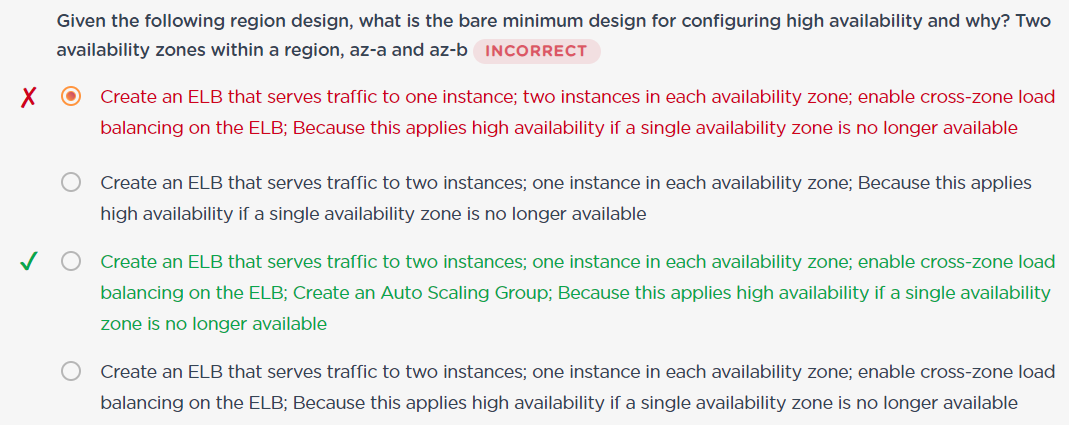 Given the following region design, what is the bare minimum design for configuring high availability and why? Two
availability zones within a region, az-a and az-b INCORRECT
Create an ELB that serves traffic to one instance; two instances in each availability zone; enable cross-zone load
balancing on the ELB; Because this applies high availability if a single availability zone is no longer available
Create an ELB that serves traffic to two instances; one instance in each availability zone; Because this applies
high availability if a single availability zone is no longer available
Create an ELB that serves traffic to two instances; one instance in each availability zone; enable cross-zone load
balancing on the ELB; Create an Auto Scaling Group; Because this applies high availability if a single availability
zone is no longer available
Create an ELB that serves traffic to two instances; one instance in each availability zone; enable cross-zone load
balancing on the ELB; Because this applies high availability if a single availability zone is no longer available